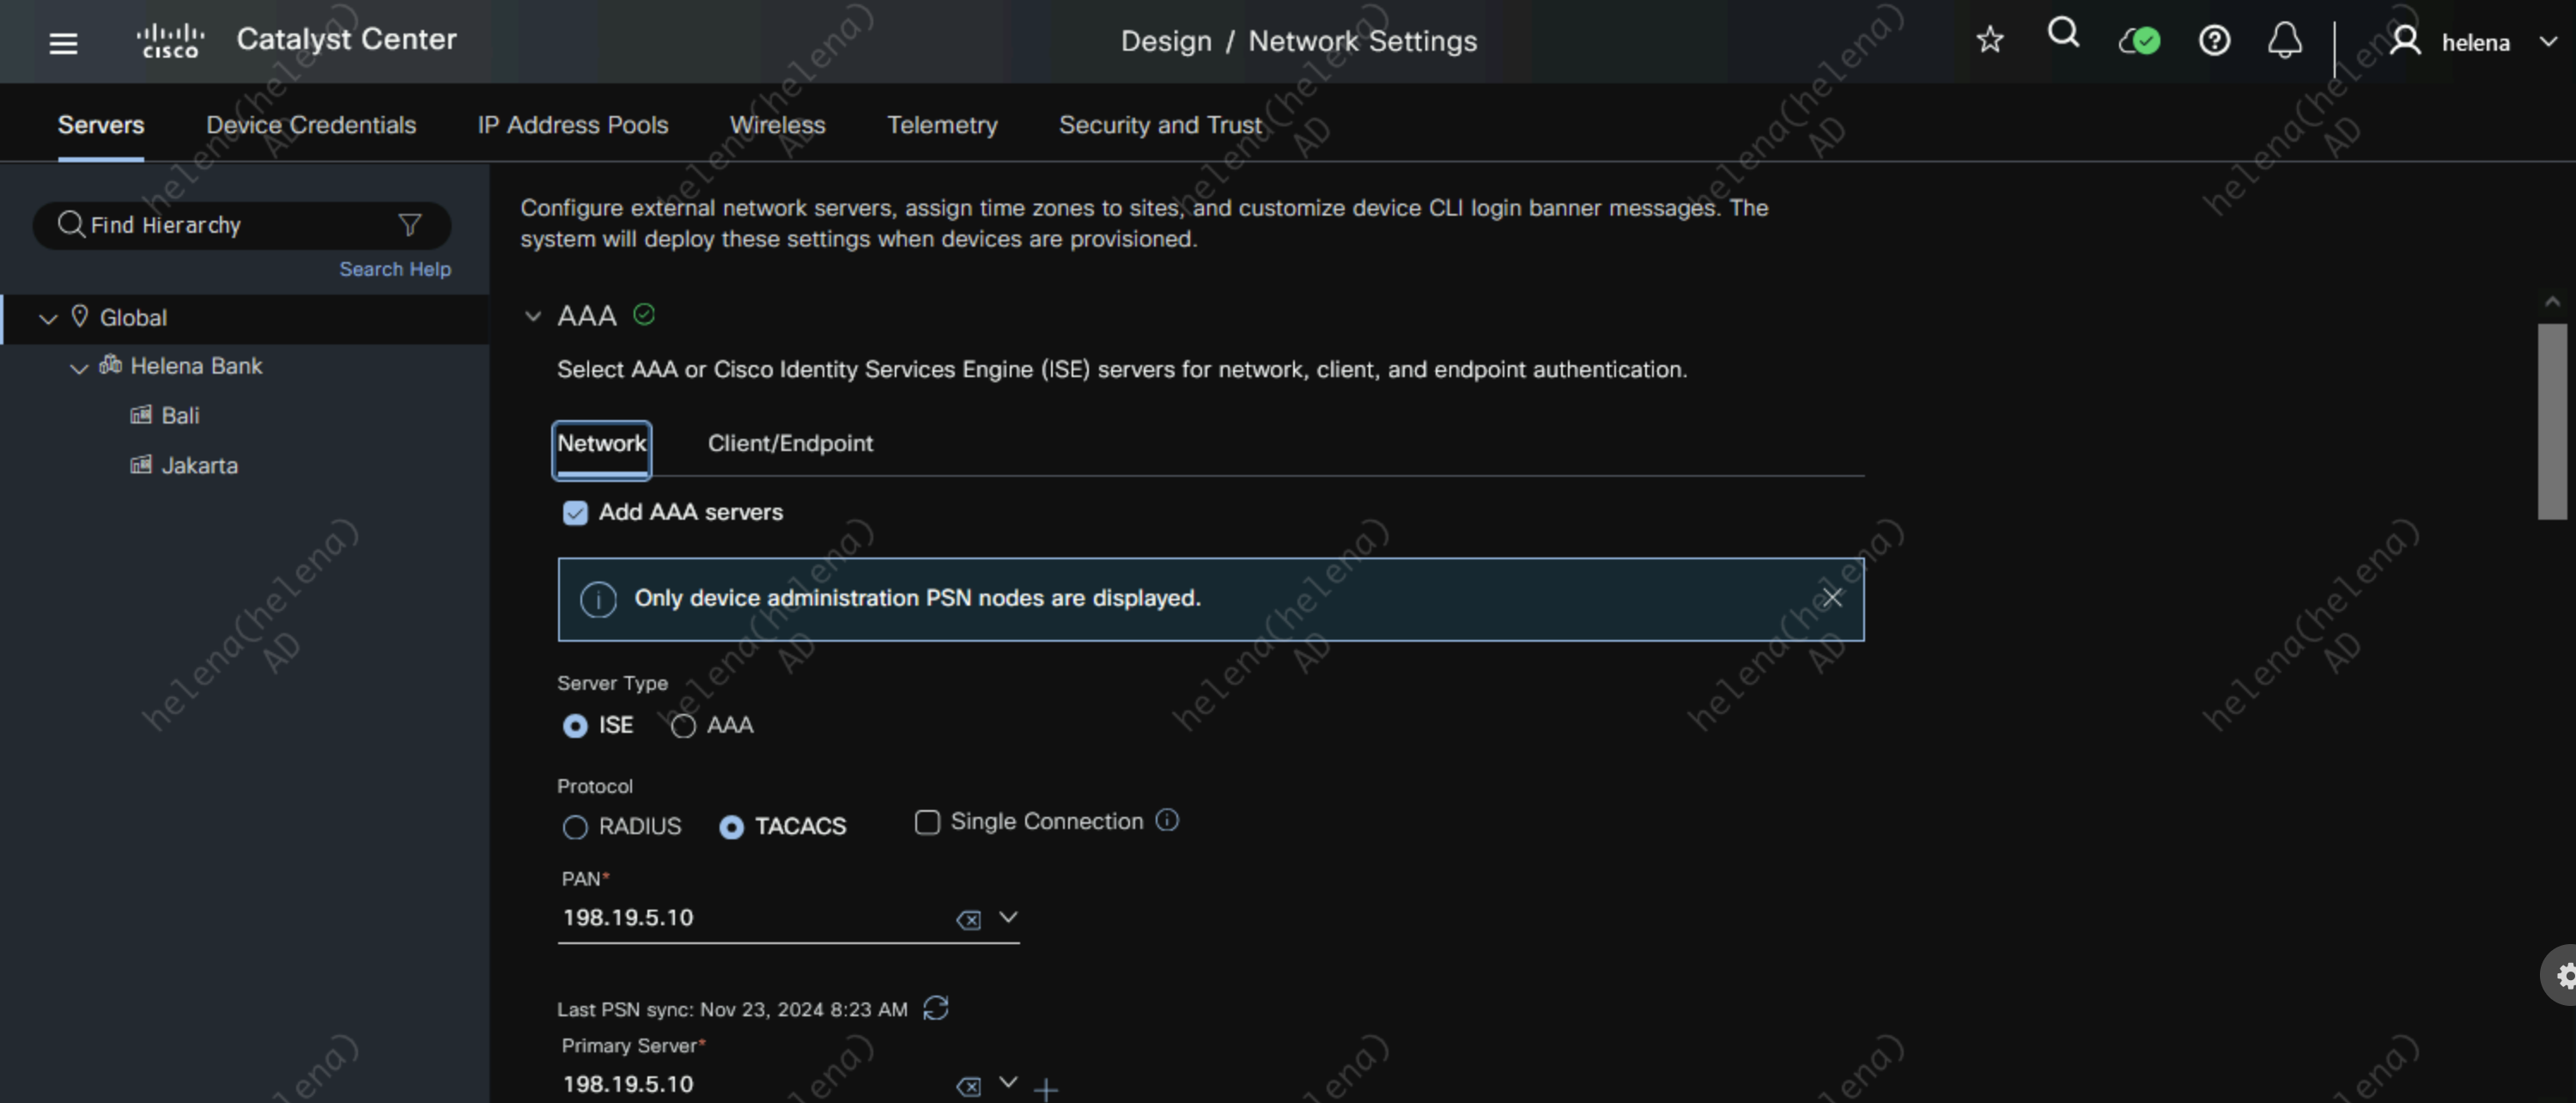 cisco
Catalyst Center
Design / Network Settings
helena
Servers
Device Credentials
IP Address Pools
Wireless
Telemetry
Security and Trust
Find Hierarchy
Search Help
Global
Helena Bank
Bali
Jakarta
Configure external network servers, assign time zones to sites, and customize device CLI login banner messages. The
system will deploy these settings when devices are provisioned.
AAA
Select AAA or Cisco Identity Services Engine (ISE) servers for network, client, and endpoint authentication.
Network
Client/Endpoint
Add AAA servers
Only device administration PSN nodes are displayed.
Server Type
ISE
AAA
Protocol
RADIUS
TACACS
Single Connection
PAN*
198.19.5.10
Last PSN sync: Nov 23, 2024 8:23 AM
Primary Server*
198.19.5.10
helena(helena)
AD